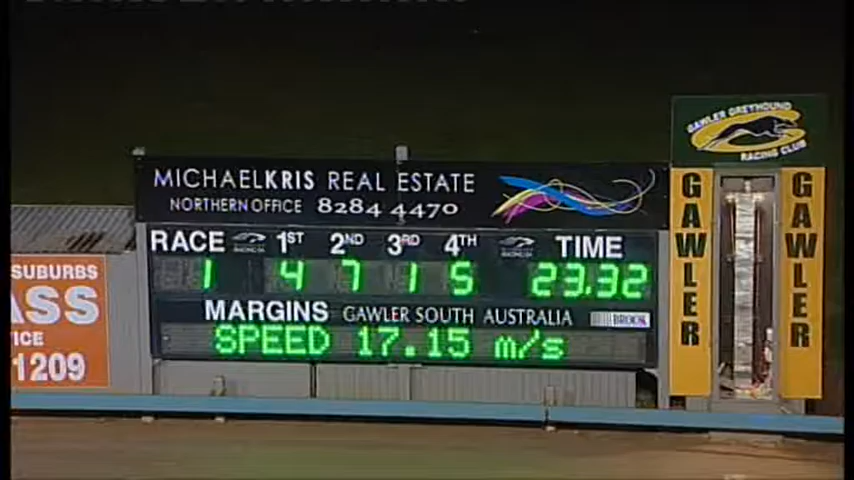 GAWLER GREYHOUND
RACING CLUB
MICHAELKRIS REAL ESTATE
NORTHERN OFFICE 8284 4470
RACE 1ST 2ND 3RD 4TH TIME
1 4 7 1 5 23.32
MARGINS GAWLER SOUTH AUSTRALIA BROOK
SPEED 17.15 m/s
GAWLER
GAWLER
SUBURBS
ASS
ICE
1209